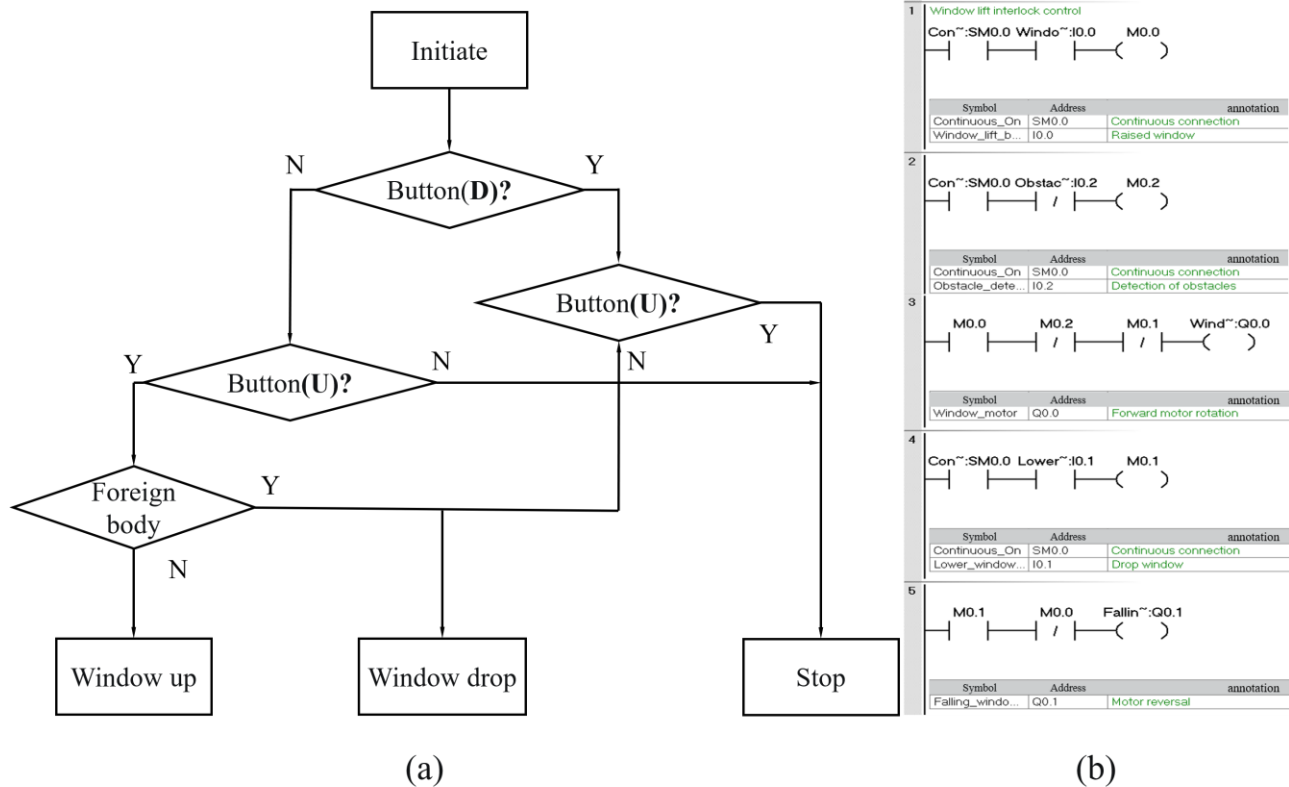 Initiate
N
Y
Button(D)?
Button(U)?
Y
N
Y
N
Button(U)?
Foreign
body
Y
N
Window up
Window drop
Stop
(a)
1
Window lift interlock control
Con~:SM0.0 Windo~:I0.0 M0.0
Symbol Address annotation
Continuous_On SM0.0 Continuous connection
Window_lift_b... I0.0 Raised window
2
Con~:SM0.0 Obstac~:I0.2 M0.2
/
Symbol Address annotation
Continuous_On SM0.0 Continuous connection
Obstacle_dete... I0.2 Detection of obstacles
3
M0.0 M0.2 M0.1 Wind~:Q0.0
/ /
Symbol Address annotation
Window_motor Q0.0 Forward motor rotation
4
Con~:SM0.0 Lower~:I0.1 M0.1
Symbol Address annotation
Continuous_On SM0.0 Continuous connection
Lower_window... I0.1 Drop window
5
M0.1 M0.0 Fallin~:Q0.1
/
Symbol Address annotation
Falling_windo... Q0.1 Motor reversal
(b)